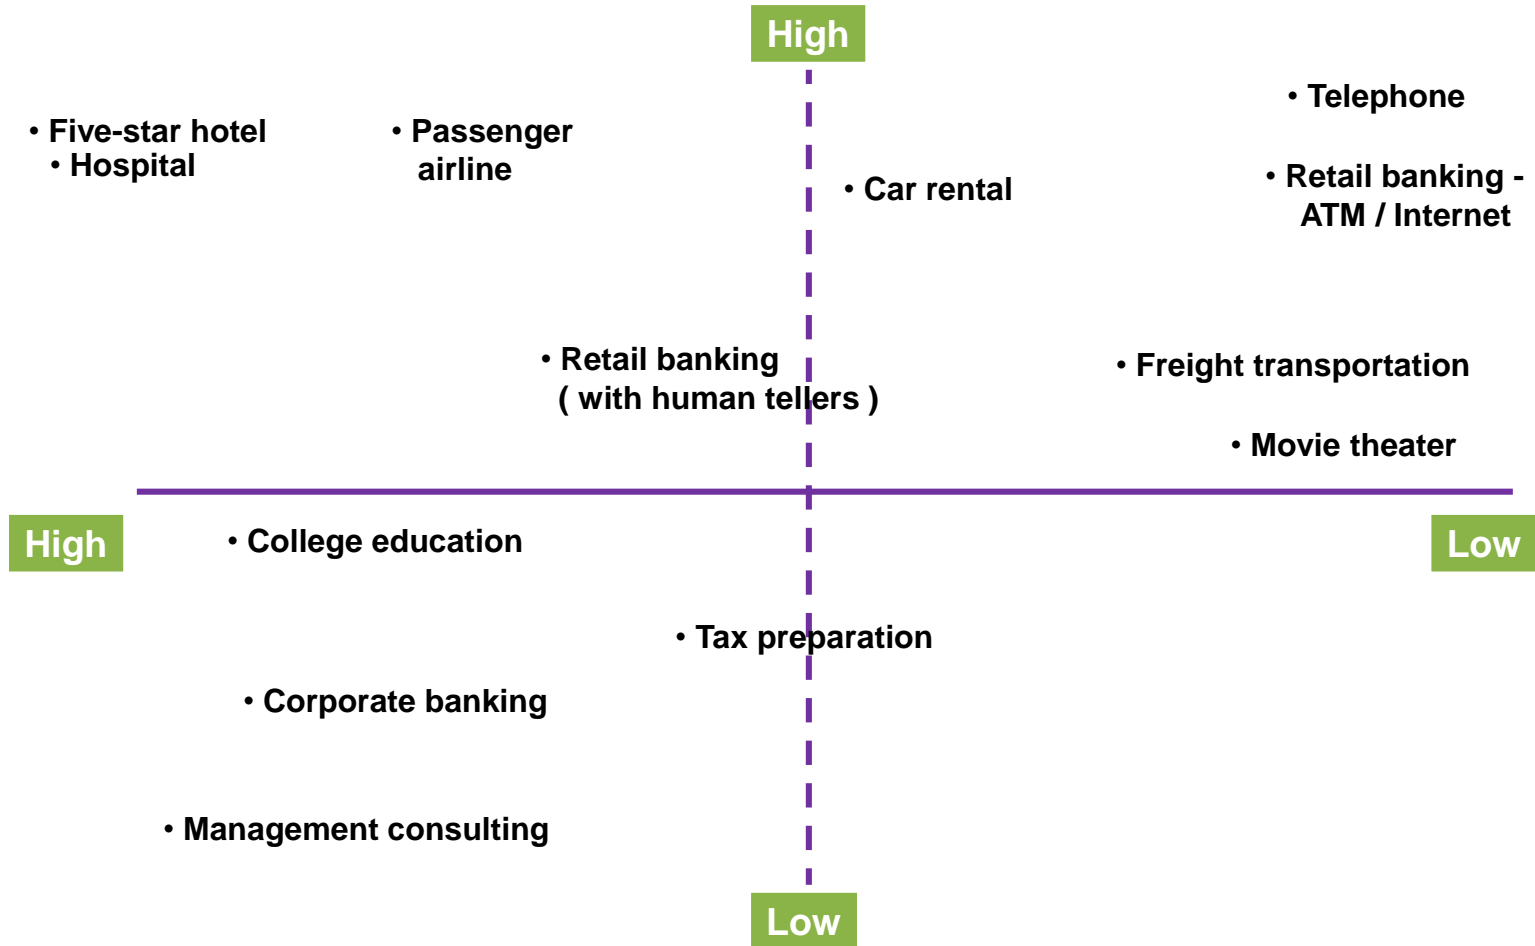 High
• Telephone
• Five-star hotel
• Hospital
• Passenger
airline
• Car rental
• Retail banking -
ATM / Internet
• Retail banking
( with human tellers )
• Freight transportation
• Movie theater
High
Low
• College education
• Tax preparation
• Corporate banking
• Management consulting
Low